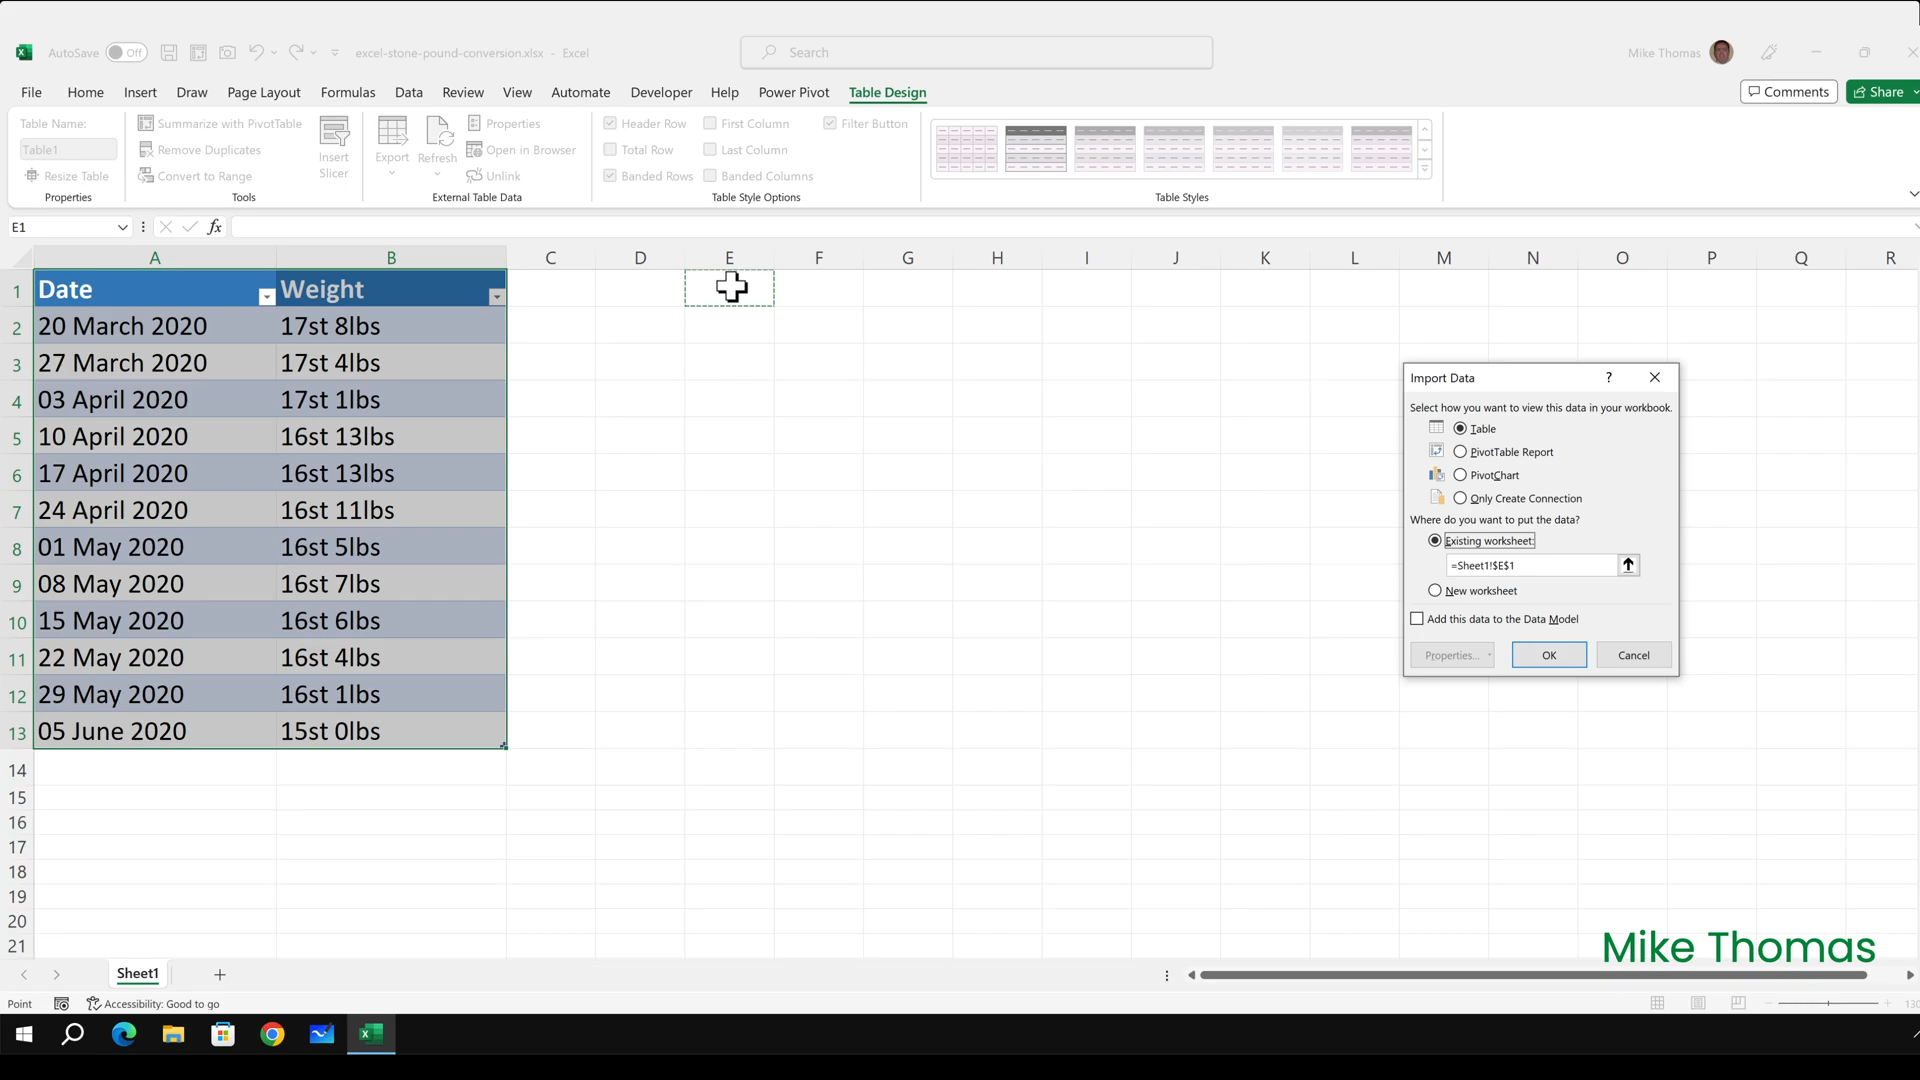 AutoSave Off excel-stone-pound-conversion.xlsx - Excel Search Mike Thomas
File Home Insert Draw Page Layout Formulas Data Review View Automate Developer Help Power Pivot Table Design Comments Share
Table Name: Summarize with PivotTable Properties Header Row First Column Filter Button
Table1 Remove Duplicates Insert Slicer Export Refresh Open in Browser Total Row Last Column
Resize Table Convert to Range Unlink Banded Rows Banded Columns
Properties Tools External Table Data Table Style Options Table Styles
E1 fx
A B C D E F G H I J K L M N O P Q R
1 Date Weight
2 20 March 2020 17st 8lbs
3 27 March 2020 17st 4lbs
4 03 April 2020 17st 1lbs
5 10 April 2020 16st 13lbs
6 17 April 2020 16st 13lbs
7 24 April 2020 16st 11lbs
8 01 May 2020 16st 5lbs
9 08 May 2020 16st 7lbs
10 15 May 2020 16st 6lbs
11 22 May 2020 16st 4lbs
12 29 May 2020 16st 1lbs
13 05 June 2020 15st 0lbs
14
15
16
17
18
19
20
21
Import Data ?
Select how you want to view this data in your workbook.
Table
PivotTable Report
PivotChart
Only Create Connection
Where do you want to put the data?
Existing worksheet:
=Sheet1!$E$1
New worksheet
Add this data to the Data Model
Properties... OK Cancel
Mike Thomas
Sheet1
Point Accessibility: Good to go